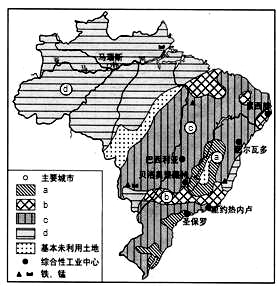 马瑙斯
ⓓ
累西腓
ⓒ
巴西利亚
萨尔瓦多
ⓐ
贝洛奥里藏特
ⓑ
里约热内卢
圣保罗
主要城市
a
b
c
d
基本未利用土地
综合性工业中心
铁、锰